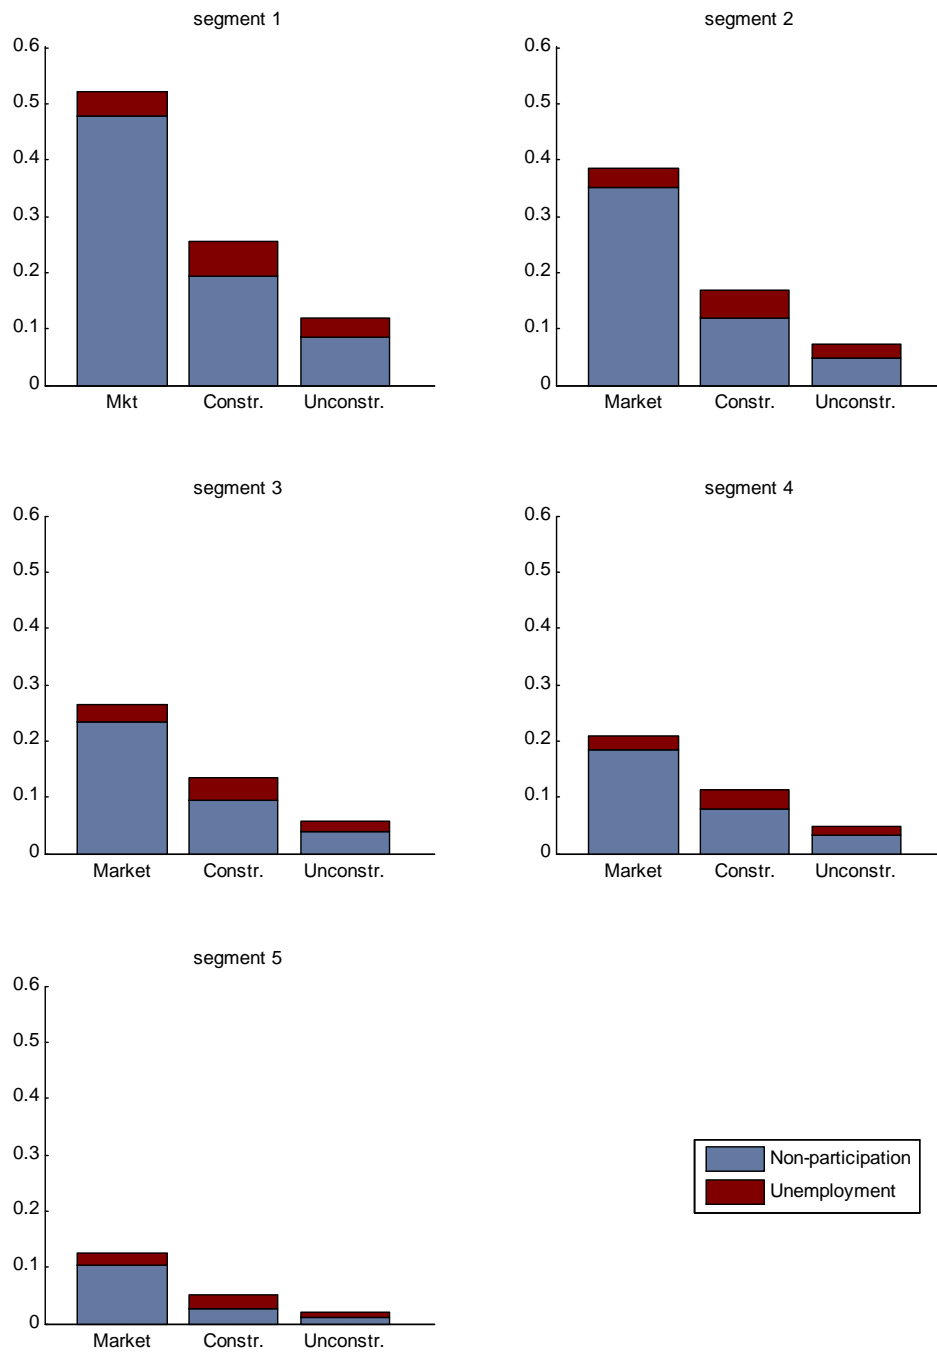 segment 1
0.6
0.5
0.4
0.3
0.2
0.1
0
Mkt Constr. Unconstr.
segment 2
0.6
0.5
0.4
0.3
0.2
0.1
0
Market Constr. Unconstr.
segment 3
0.6
0.5
0.4
0.3
0.2
0.1
0
Market Constr. Unconstr.
segment 4
0.6
0.5
0.4
0.3
0.2
0.1
0
Market Constr. Unconstr.
segment 5
0.6
0.5
0.4
0.3
0.2
0.1
0
Market Constr. Unconstr.
Non-participation
Unemployment